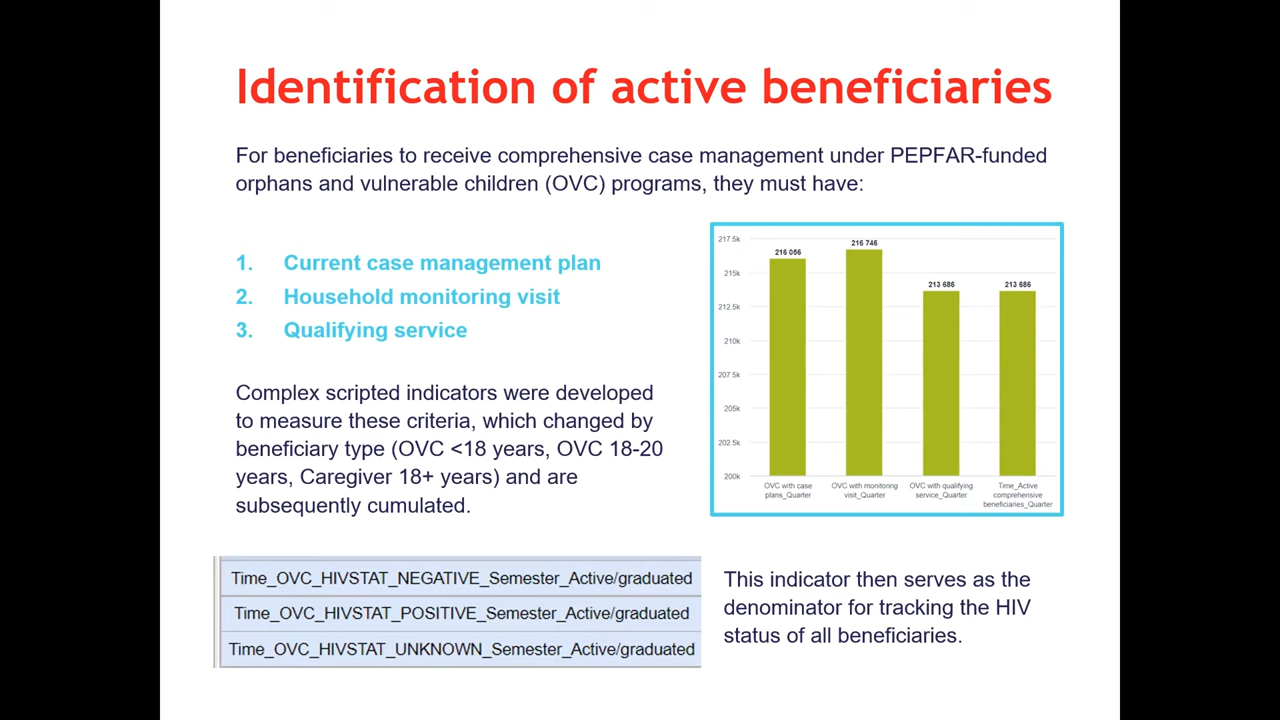 Identification of active beneficiaries
For beneficiaries to receive comprehensive case management under PEPFAR-funded
orphans and vulnerable children (OVC) programs, they must have:
1. Current case management plan
2. Household monitoring visit
3. Qualifying service
Complex scripted indicators were developed
to measure these criteria, which changed by
beneficiary type (OVC <18 years, OVC 18-20
years, Caregiver 18+ years) and are
subsequently cumulated.
217.5k
215k
212.5k
210k
207.5k
205k
202.5k
200k
216 056
216 746
213 686
213 686
OVC with case
plans_Quarter
OVC with monitoring
visit_Quarter
OVC with qualifying
service_Quarter
Time_Active
comprehensive
beneficiaries_Quarter
Time_OVC_HIVSTAT_NEGATIVE_Semester_Active/graduated
Time_OVC_HIVSTAT_POSITIVE_Semester_Active/graduated
Time_OVC_HIVSTAT_UNKNOWN_Semester_Active/graduated
This indicator then serves as the
denominator for tracking the HIV
status of all beneficiaries.